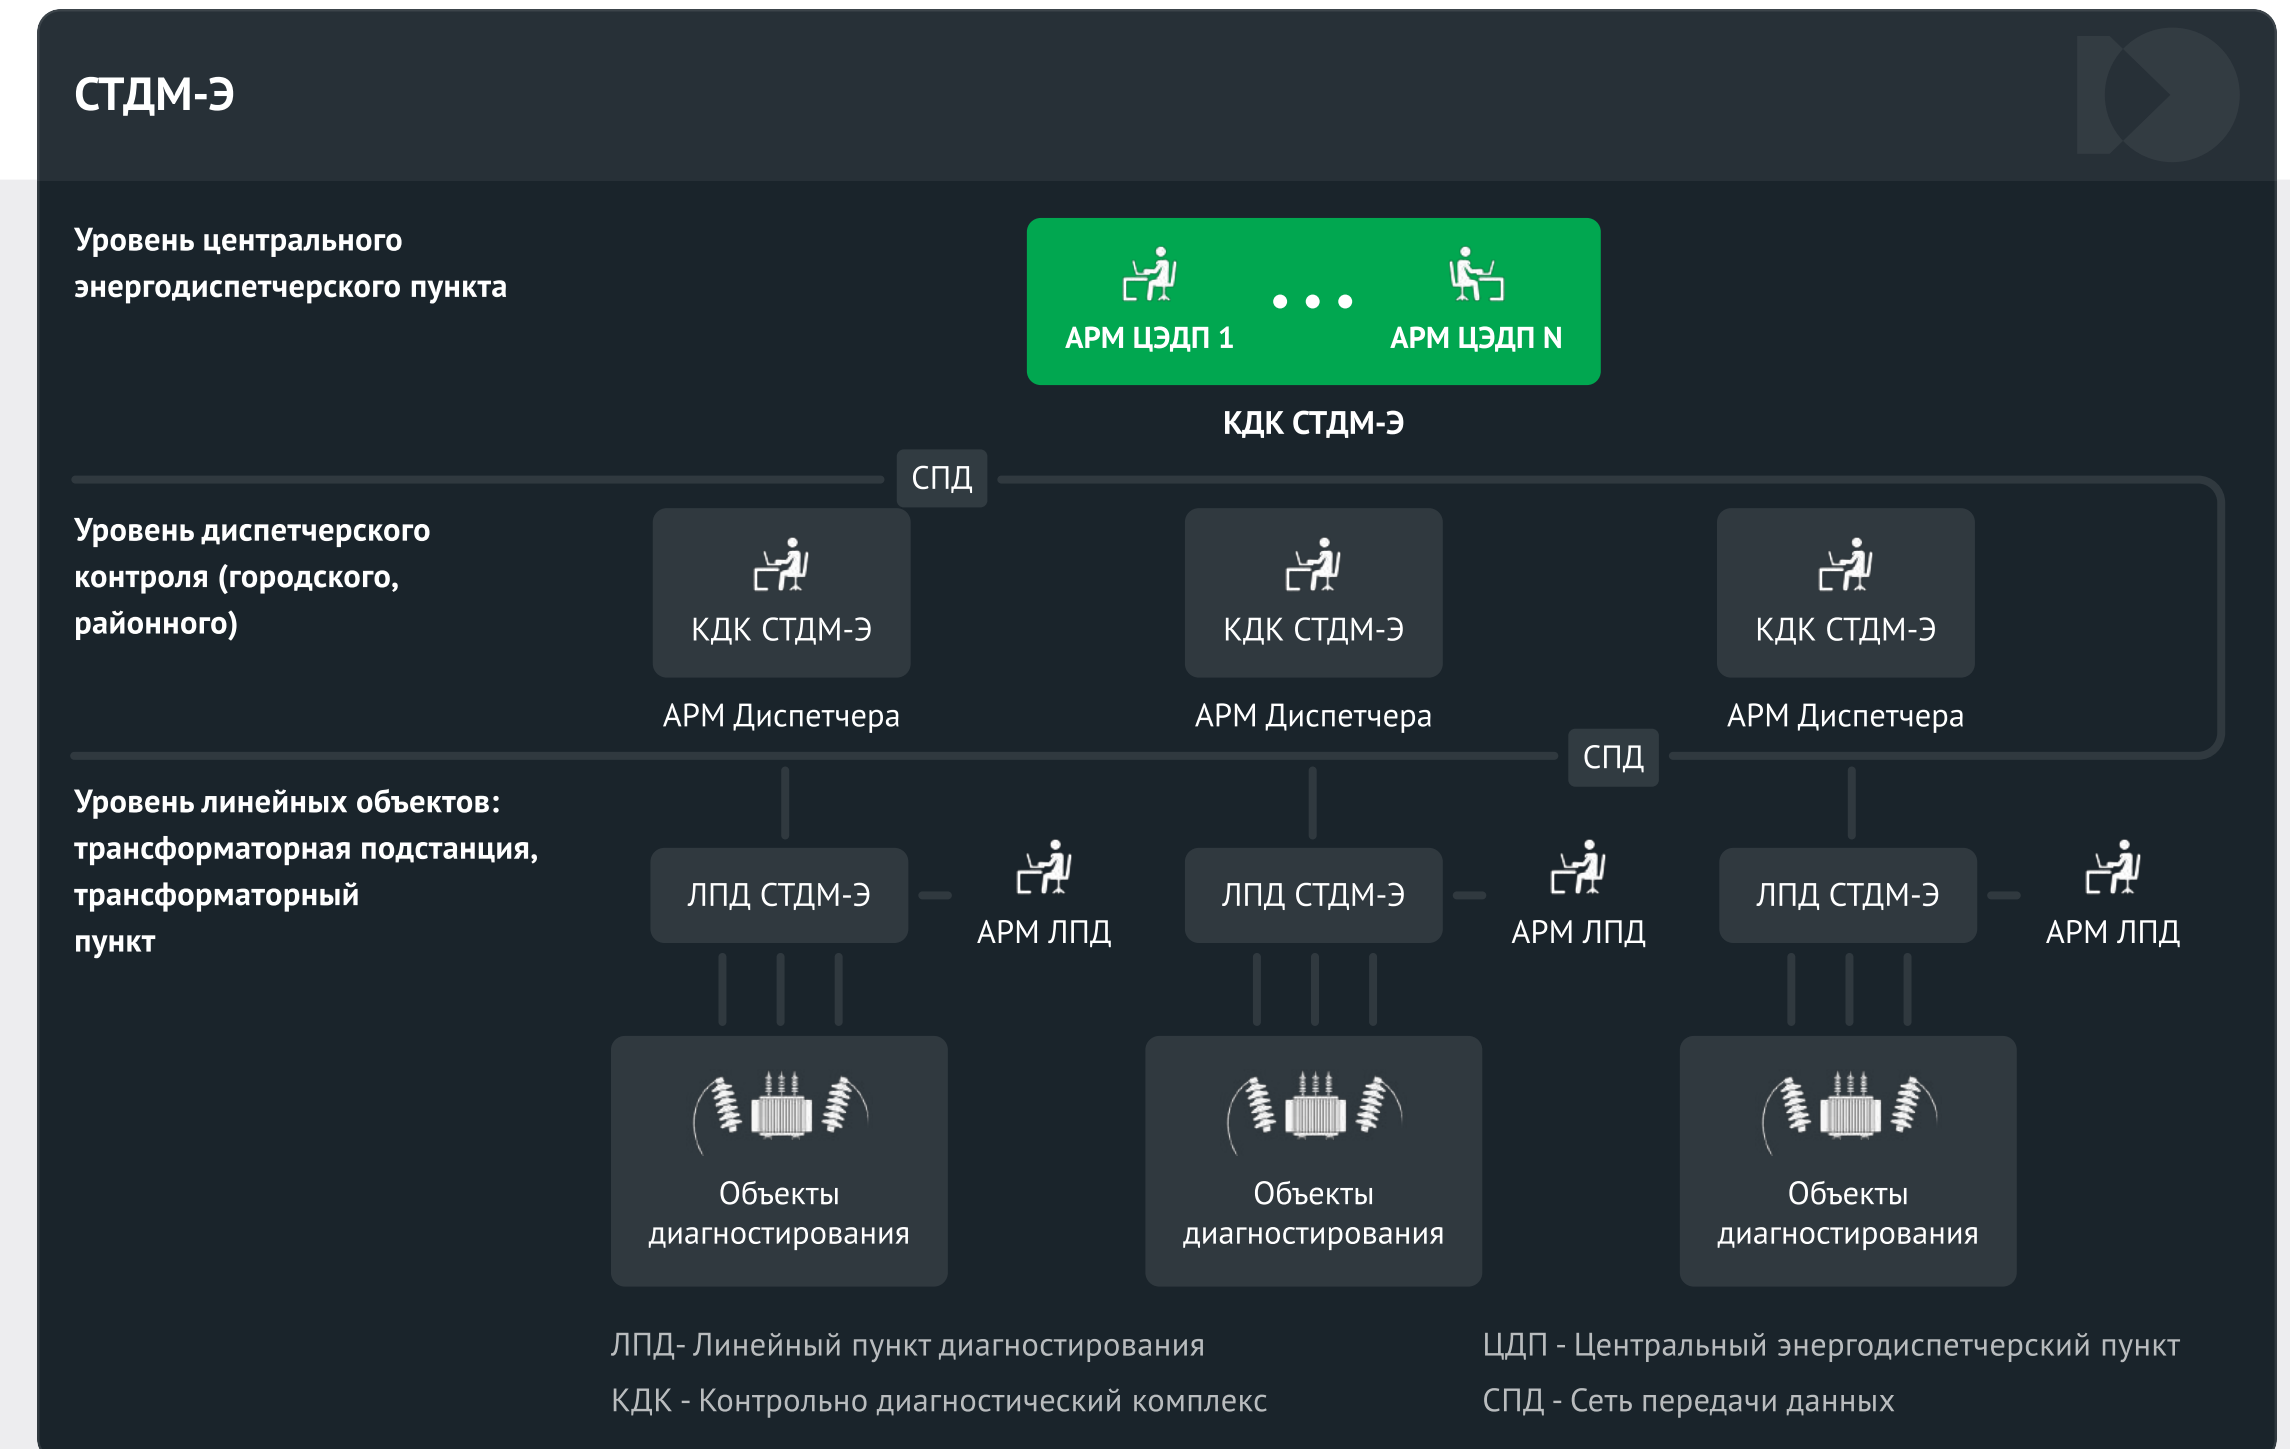 СТДМ-Э
Уровень центрального
энергодиспетчерского пункта
АРМ ЦЭДП 1
АРМ ЦЭДП N
КДК СТДМ-Э
СПД
Уровень диспетчерского
контроля (городского,
районного)
КДК СТДМ-Э
КДК СТДМ-Э
КДК СТДМ-Э
АРМ Диспетчера
АРМ Диспетчера
АРМ Диспетчера
СПД
Уровень линейных объектов:
трансформаторная подстанция,
трансформаторный
пункт
ЛПД СТДМ-Э
АРМ ЛПД
ЛПД СТДМ-Э
АРМ ЛПД
ЛПД СТДМ-Э
АРМ ЛПД
Объекты
диагностирования
Объекты
диагностирования
Объекты
диагностирования
ЛПД- Линейный пункт диагностирования
КДК - Контрольно диагностический комплекс
ЦДП - Центральный энергодиспетчерский пункт
СПД - Сеть передачи данных